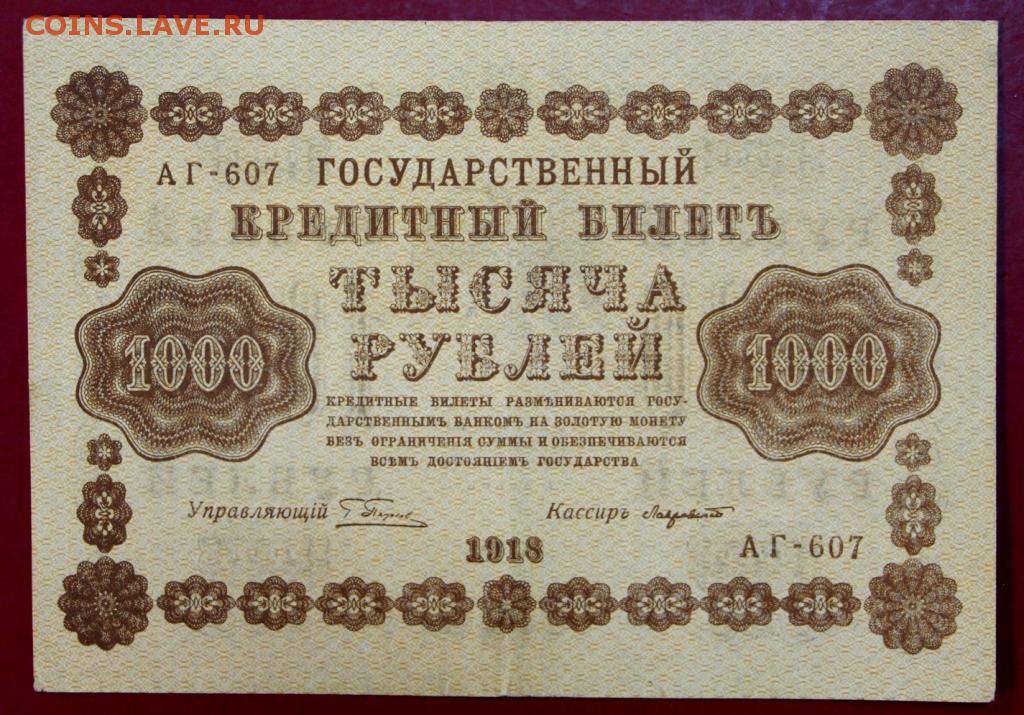 COINS.LAVE.RU
АГ-607 ГОСУДАРСТВЕННЫЙ
КРЕДИТНЫЙ БИЛЕТЪ
ТЫСЯЧА
РУБЛЕЙ
1000
1000
КРЕДИТНЫЕ БИЛЕТЫ РАЗМѢНИВАЮТСЯ ГОСУ-
ДАРСТВЕННЫМЪ БАНКОМЪ НА ЗОЛОТУЮ МОНЕТУ
БЕЗЪ ОГРАНИЧЕНІЯ СУММЫ И ОБЕЗПЕЧИВАЮТСЯ
ВСѢМЪ ДОСТОЯНІЕМЪ ГОСУДАРСТВА
Управляющій
Кассиръ
1918
АГ-607